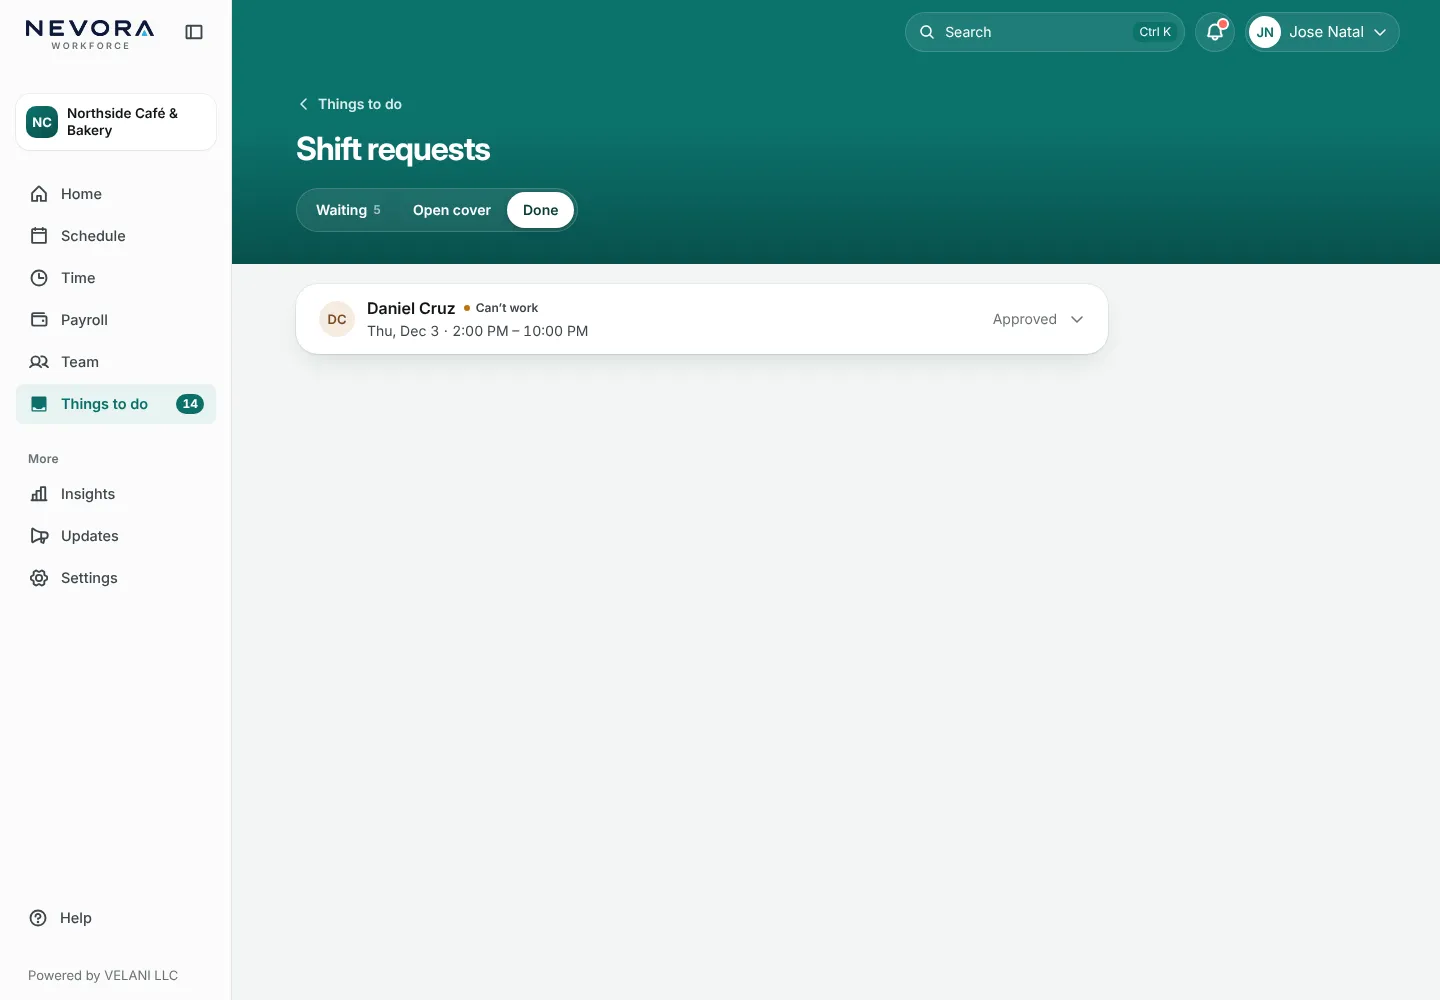 NEVORA
WORKFORCE
Search
Ctrl K
JN
Jose Natal
NC
Northside Café &
Bakery
Home
Schedule
Time
Payroll
Team
Things to do
14
More
Insights
Updates
Settings
Help
Powered by VELANI LLC
Things to do
Shift requests
Waiting 5
Open cover
Done
DC
Daniel Cruz
Can’t work
Thu, Dec 3 · 2:00 PM – 10:00 PM
Approved